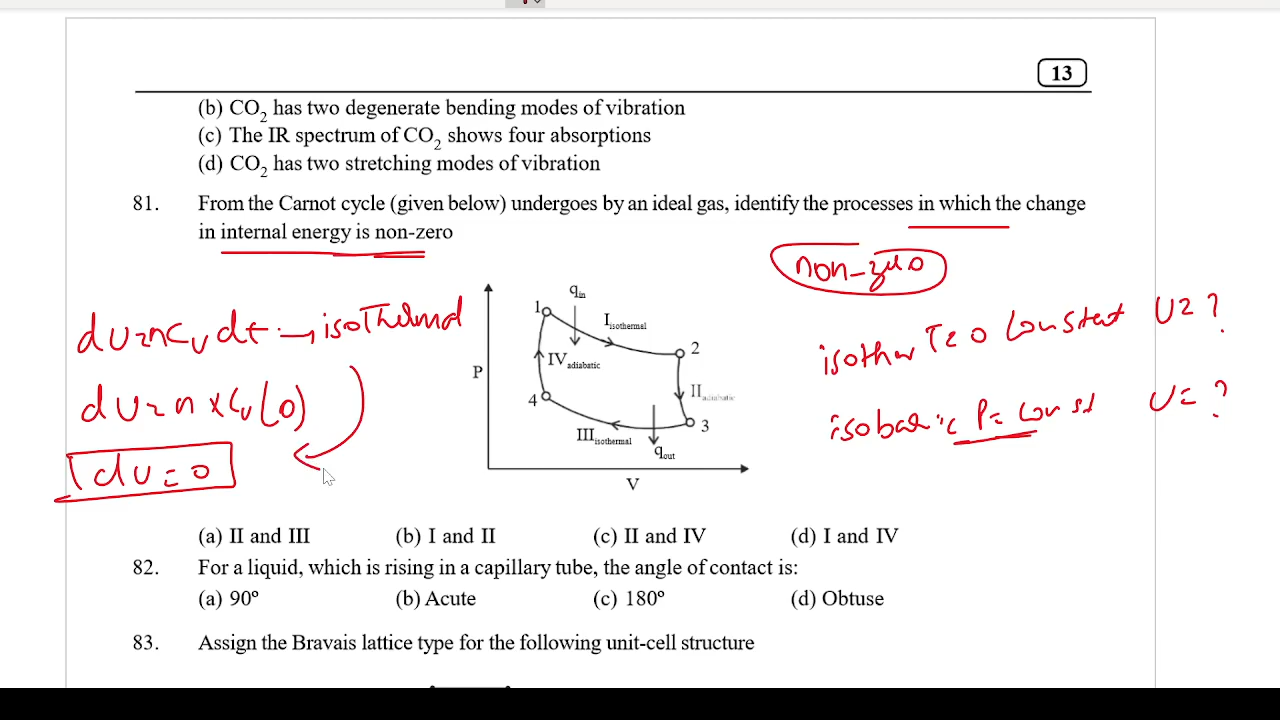 13
(b) CO2 has two degenerate bending modes of vibration
(c) The IR spectrum of CO2 shows four absorptions
(d) CO2 has two stretching modes of vibration
81. From the Carnot cycle (given below) undergoes by an ideal gas, identify the processes in which the change
in internal energy is non-zero
non-zero
dU=nCv dt → isothermal
dU=n×Cv(0)
dU=0
qin
1
I isothermal
2
IV adiabatic
P
4
II adiabatic
3
III isothermal
qout
V
T=0 Constant U=?
isobaric P=const U=?
(a) II and III (b) I and II (c) II and IV (d) I and IV
82. For a liquid, which is rising in a capillary tube, the angle of contact is:
(a) 90º (b) Acute (c) 180º (d) Obtuse
83. Assign the Bravais lattice type for the following unit-cell structure